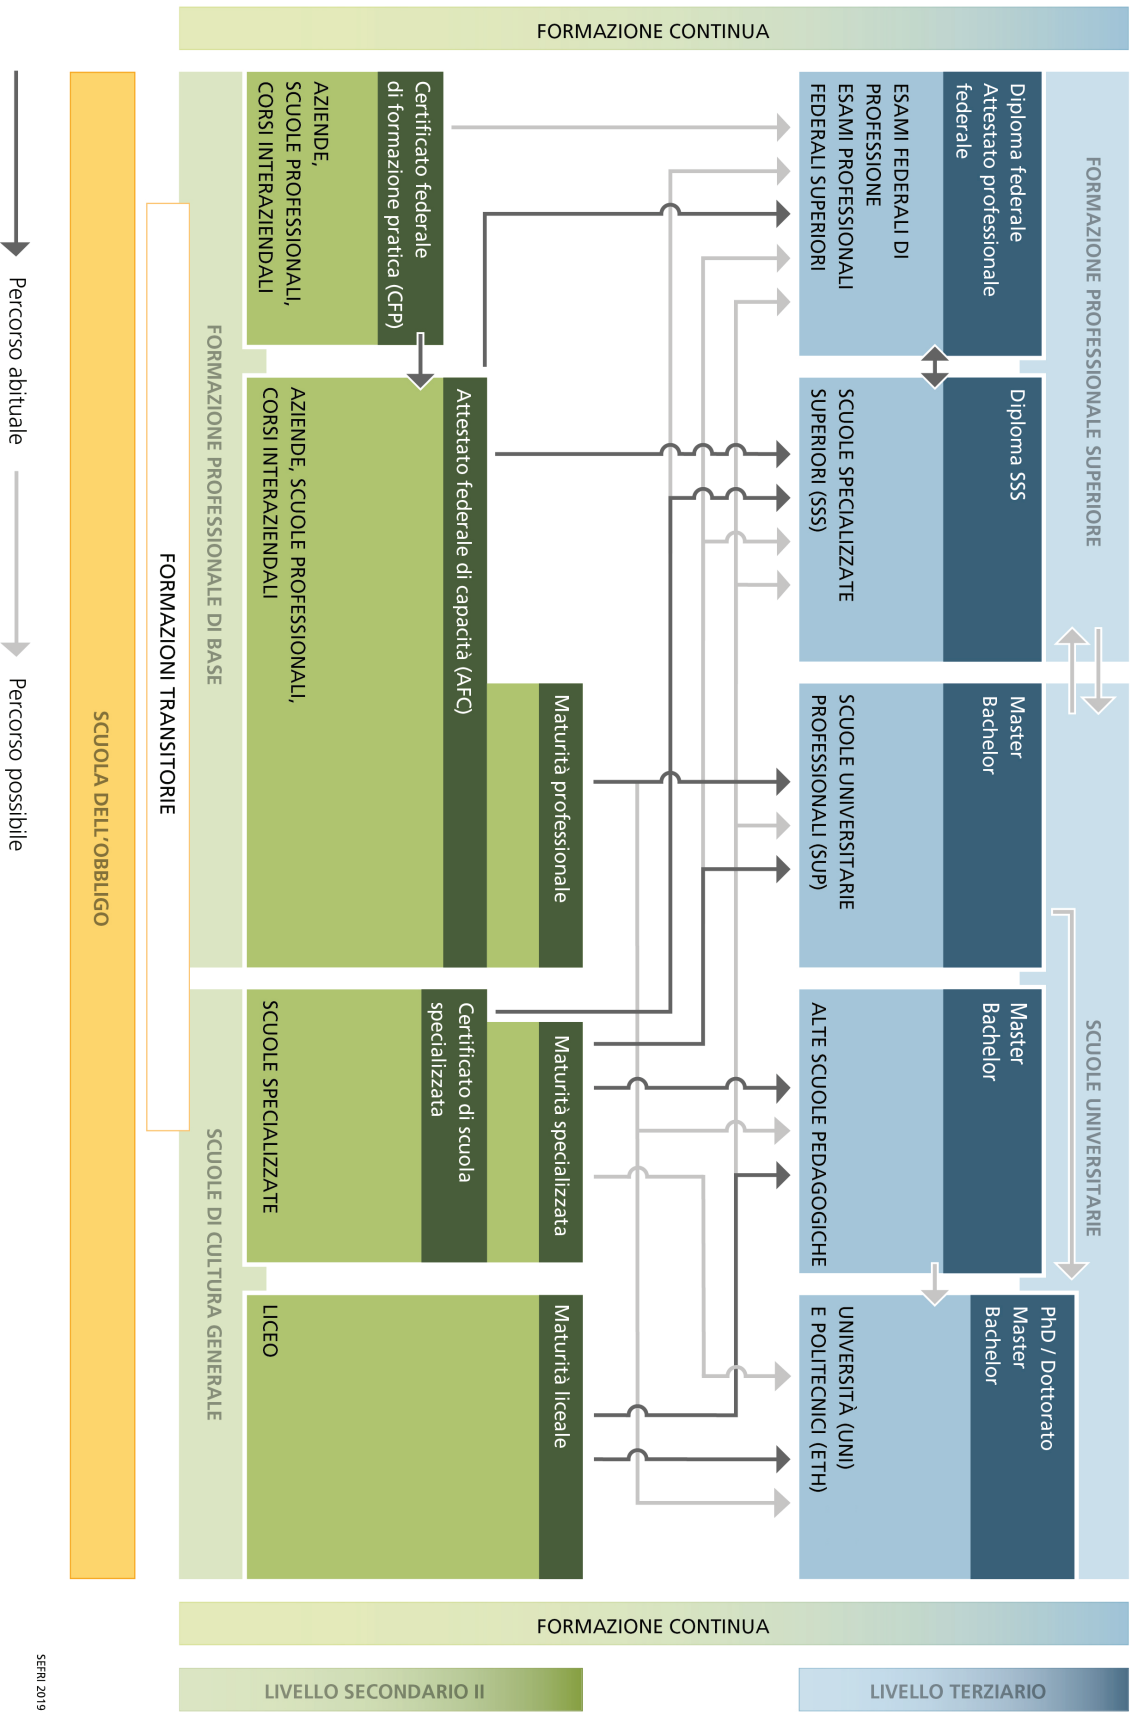 FORMAZIONE CONTINUA
FORMAZIONE PROFESSIONALE SUPERIORE
SCUOLE UNIVERSITARIE
Diploma federale
Attestato professionale
federale
ESAMI FEDERALI DI
PROFESSIONE
ESAMI PROFESSIONALI
FEDERALI SUPERIORI
Diploma SSS
SCUOLE SPECIALIZZATE
SUPERIORI (SSS)
Master
Bachelor
SCUOLE UNIVERSITARIE
PROFESSIONALI (SUP)
Master
Bachelor
ALTE SCUOLE PEDAGOGICHE
PhD / Dottorato
Master
Bachelor
UNIVERSITÀ (UNI)
E POLITECNICI (ETH)
Certificato federale
di formazione pratica (CFP)
AZIENDE,
SCUOLE PROFESSIONALI,
CORSI INTERAZIENDALI
Attestato federale di capacità (AFC)
AZIENDE, SCUOLE PROFESSIONALI,
CORSI INTERAZIENDALI
Maturità professionale
Maturità specializzata
Certificato di scuola
specializzata
SCUOLE SPECIALIZZATE
Maturità liceale
LICEO
FORMAZIONE PROFESSIONALE DI BASE
SCUOLE DI CULTURA GENERALE
FORMAZIONI TRANSITORIE
SCUOLA DELL'OBBLIGO
Percorso abituale
Percorso possibile
FORMAZIONE CONTINUA
LIVELLO SECONDARIO II
LIVELLO TERZIARIO
SEFRI 2019